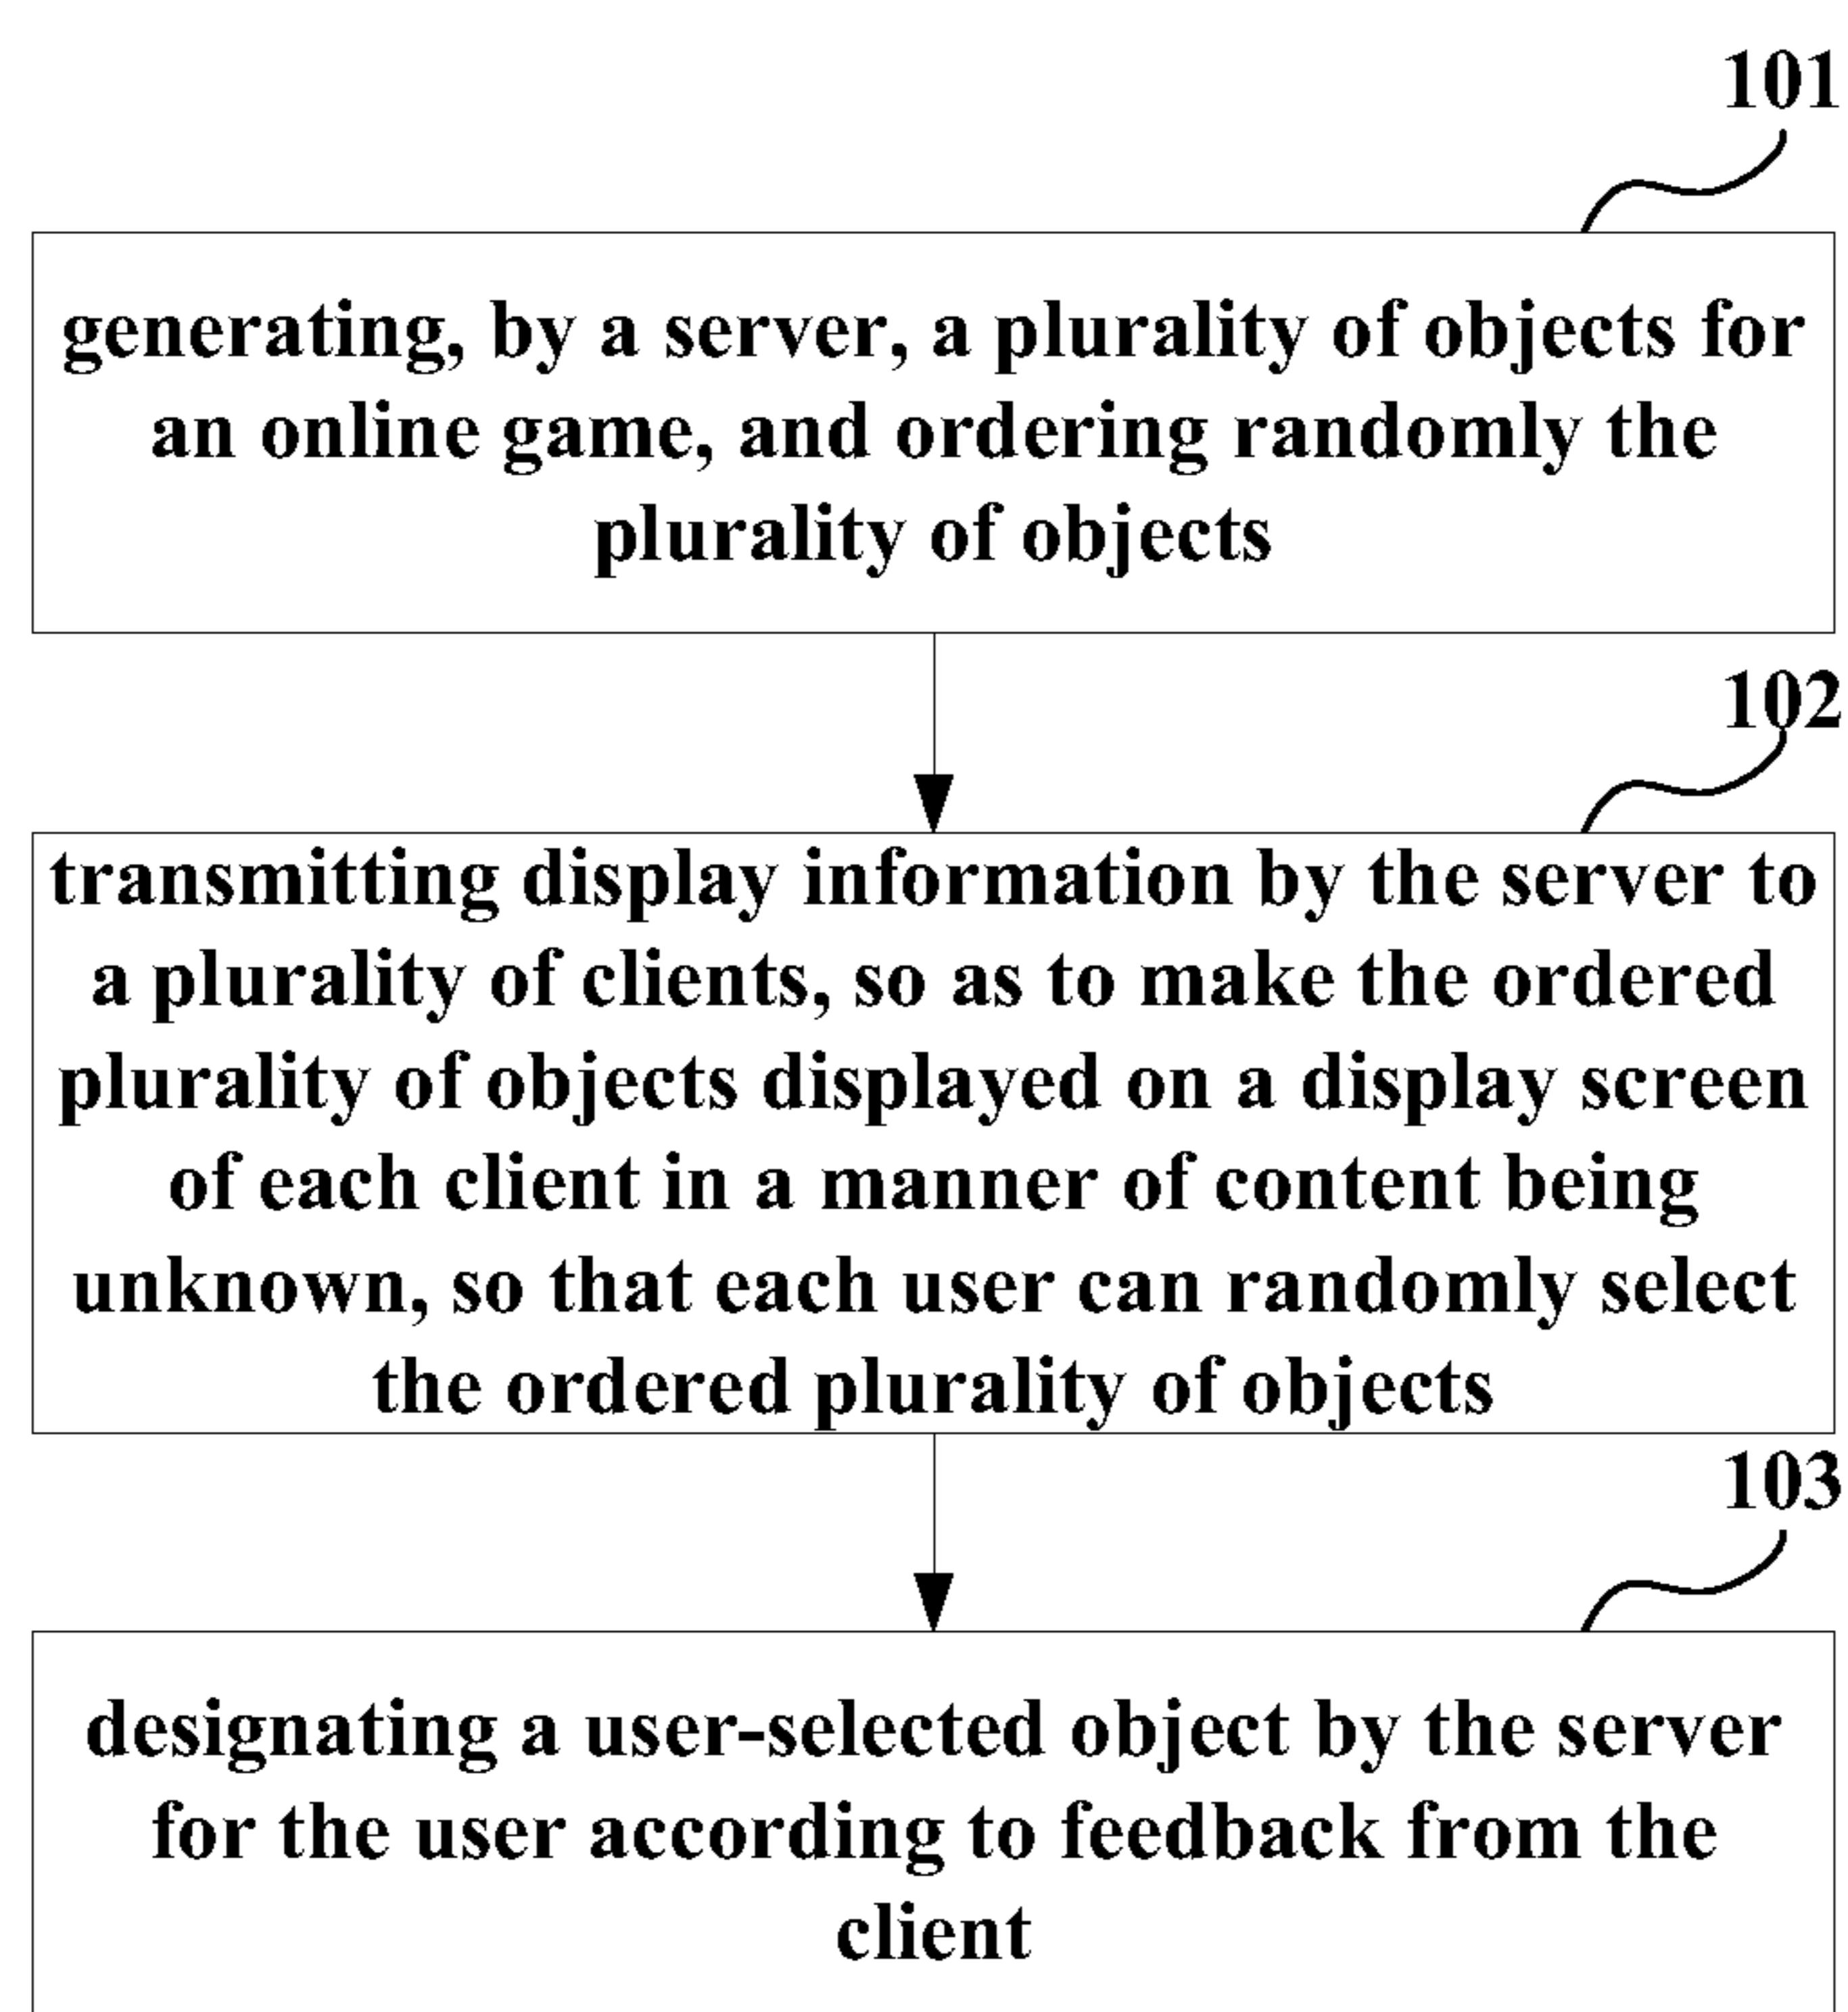 101
generating, by a server, a plurality of objects for
an online game, and ordering randomly the
plurality of objects
102
transmitting display information by the server to
a plurality of clients, so as to make the ordered
plurality of objects displayed on a display screen
of each client in a manner of content being
unknown, so that each user can randomly select
the ordered plurality of objects
103
designating a user-selected object by the server
for the user according to feedback from the
client